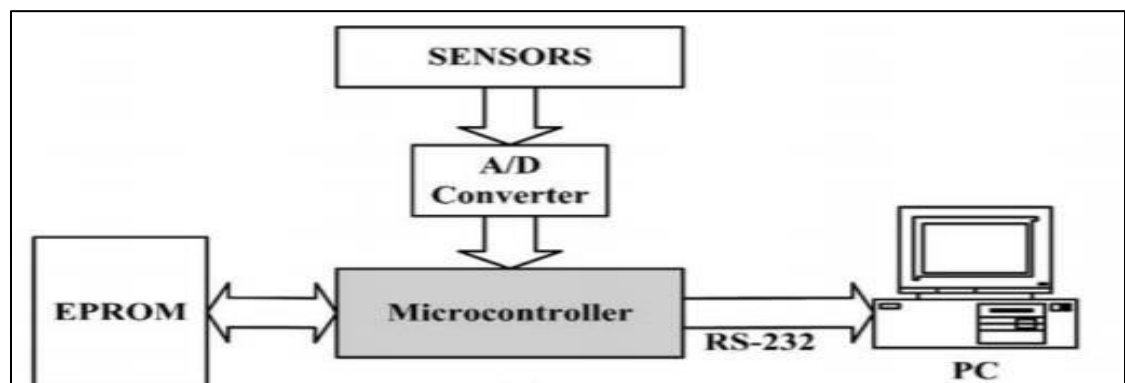 SENSORS
A/D
Converter
EPROM
Microcontroller
RS-232
PC